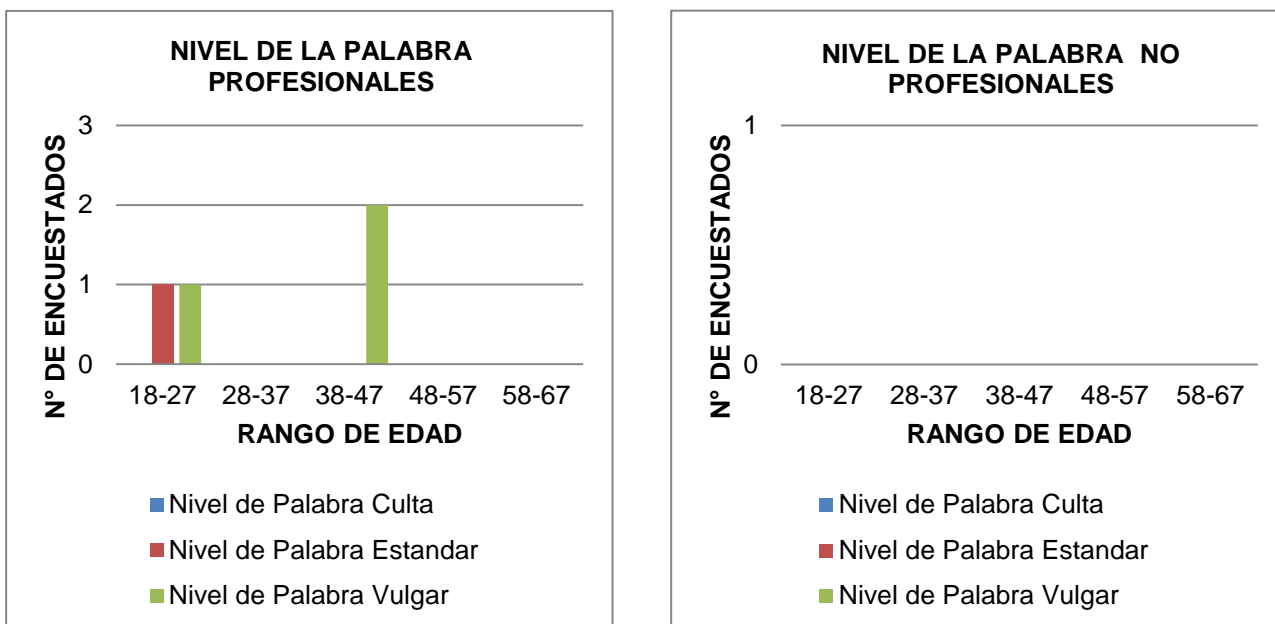 NIVEL DE LA PALABRA
PROFESIONALES
N° DE ENCUESTADOS
3
2
1
0
18-27 28-37 38-47 48-57 58-67
RANGO DE EDAD
Nivel de Palabra Culta
Nivel de Palabra Estandar
Nivel de Palabra Vulgar
NIVEL DE LA PALABRA NO
PROFESIONALES
N° DE ENCUESTADOS
1
0
18-27 28-37 38-47 48-57 58-67
RANGO DE EDAD
Nivel de Palabra Culta
Nivel de Palabra Estandar
Nivel de Palabra Vulgar